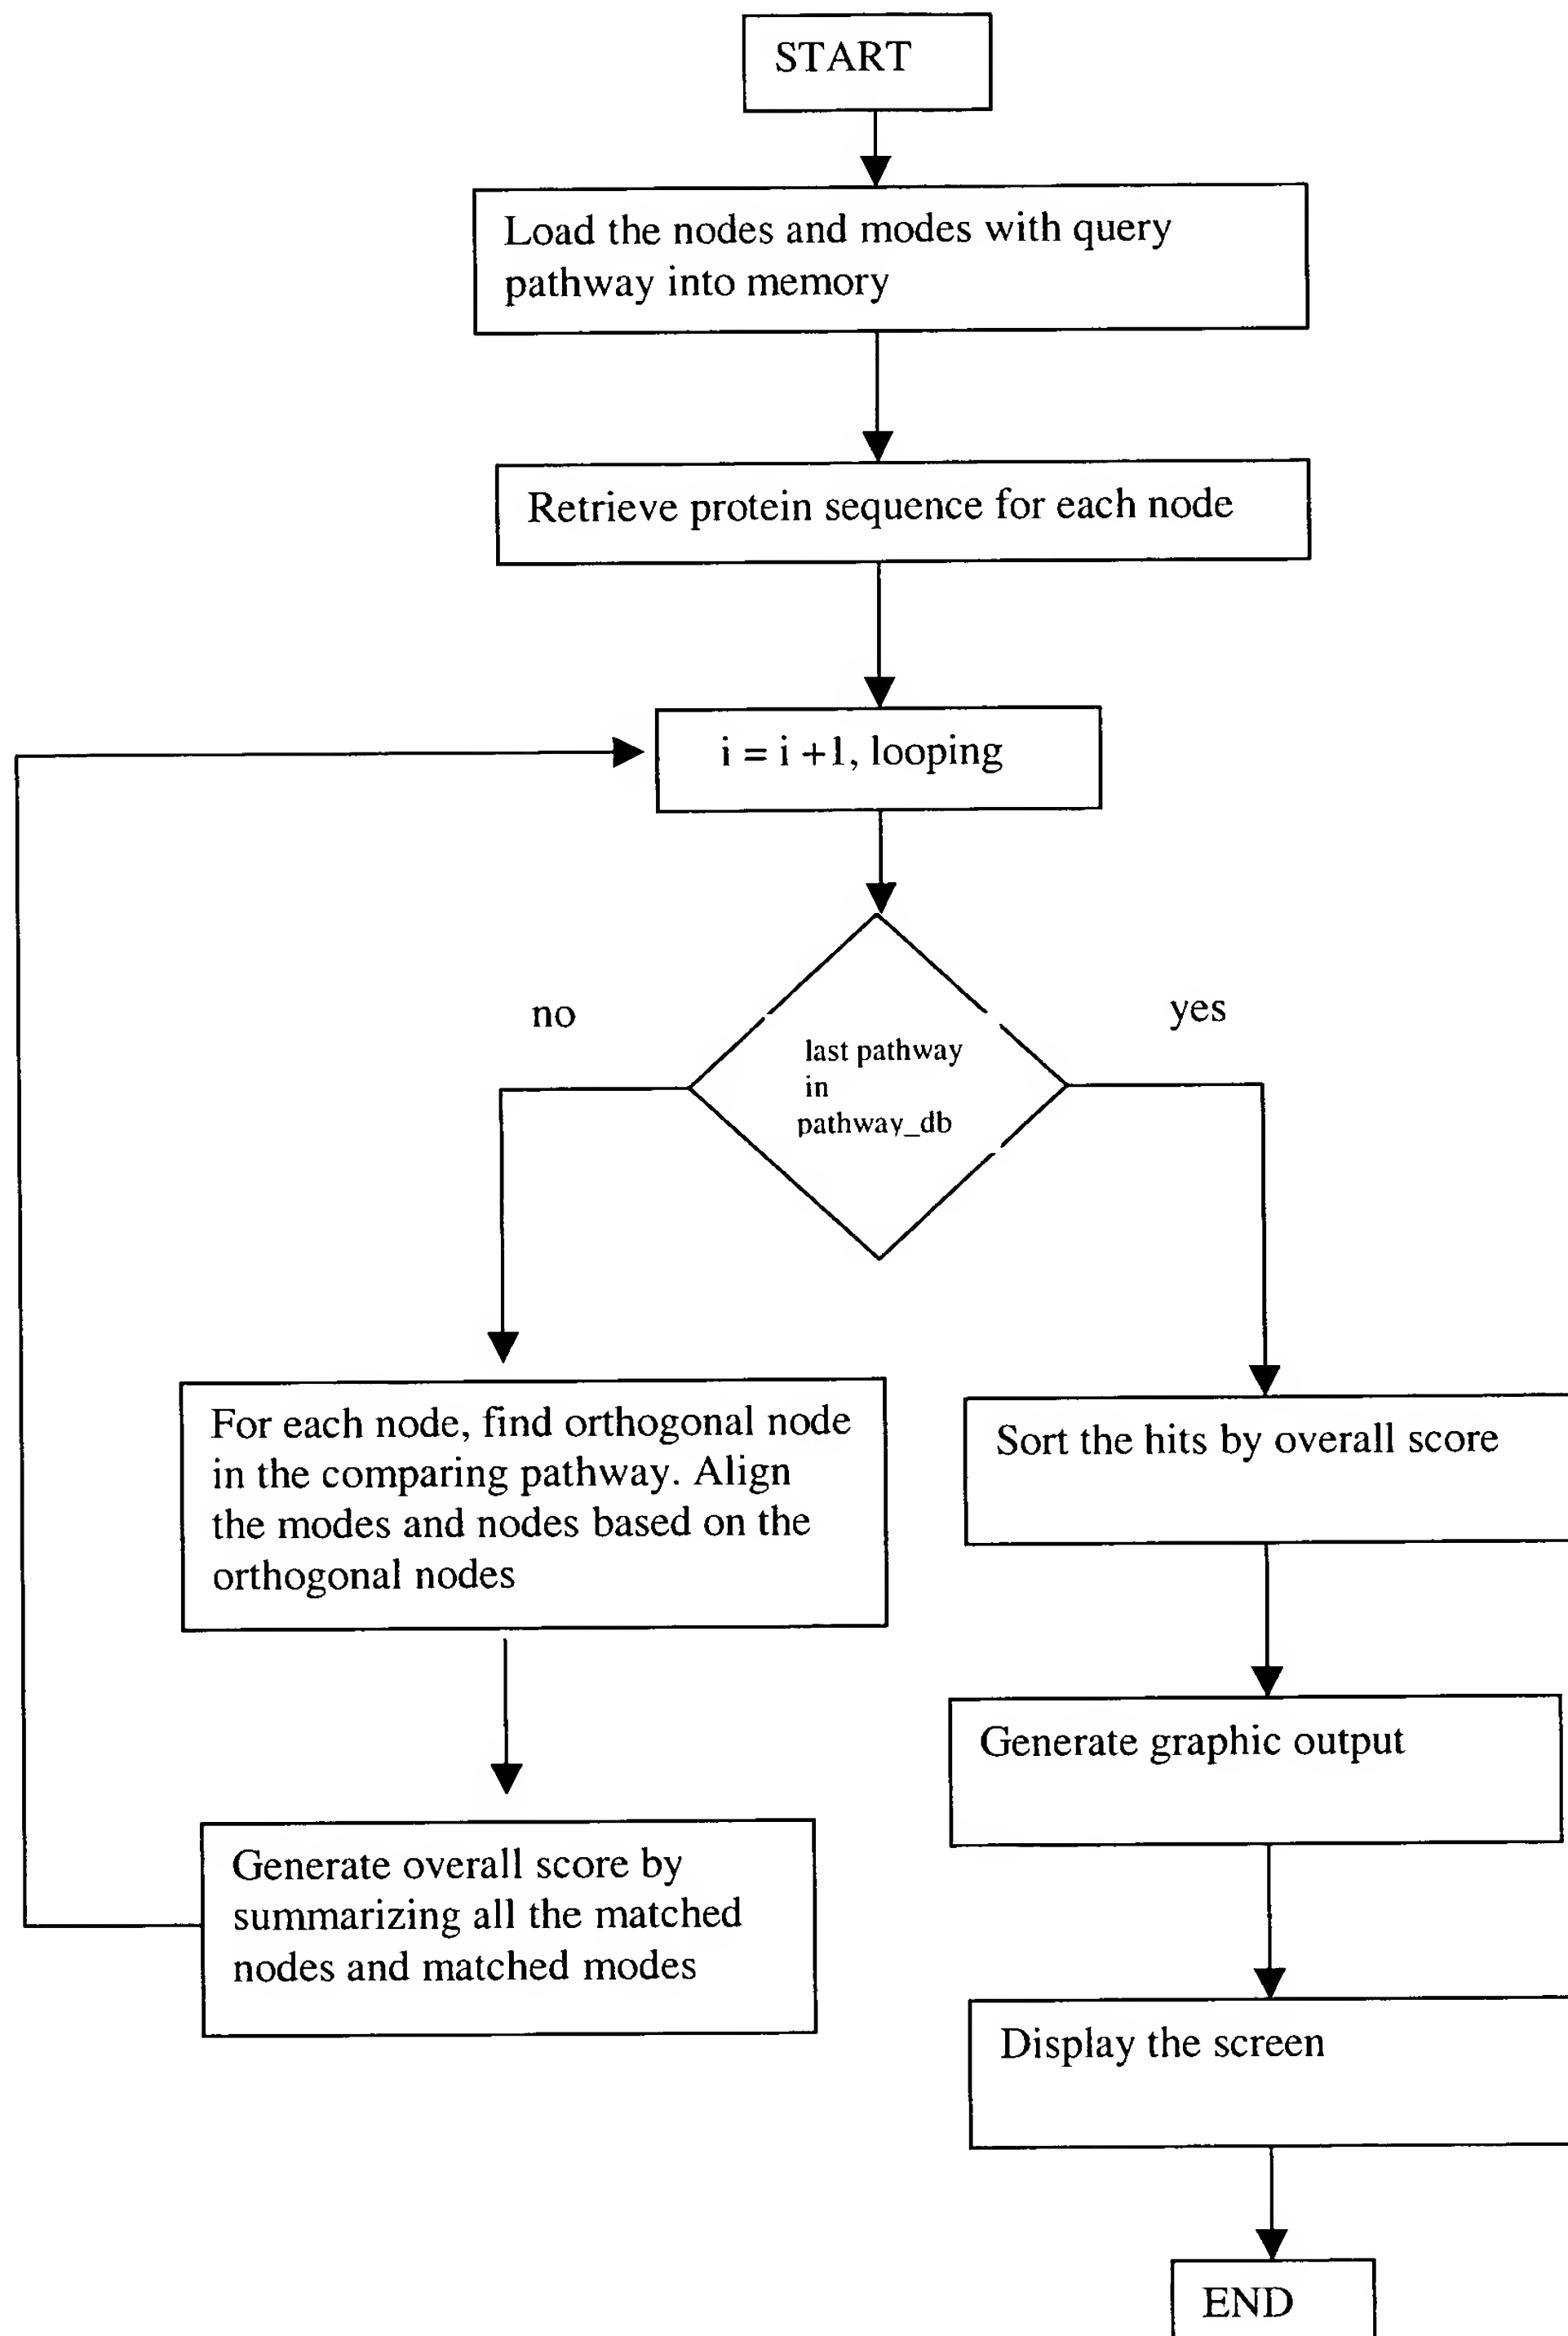 START
Load the nodes and modes with query
pathway into memory
Retrieve protein sequence for each node
i = i +1, looping
no
yes
last pathway
in
pathway_db
For each node, find orthogonal node
in the comparing pathway. Align
the modes and nodes based on the
orthogonal nodes
Sort the hits by overall score
Generate graphic output
Generate overall score by
summarizing all the matched
nodes and matched modes
Display the screen
END